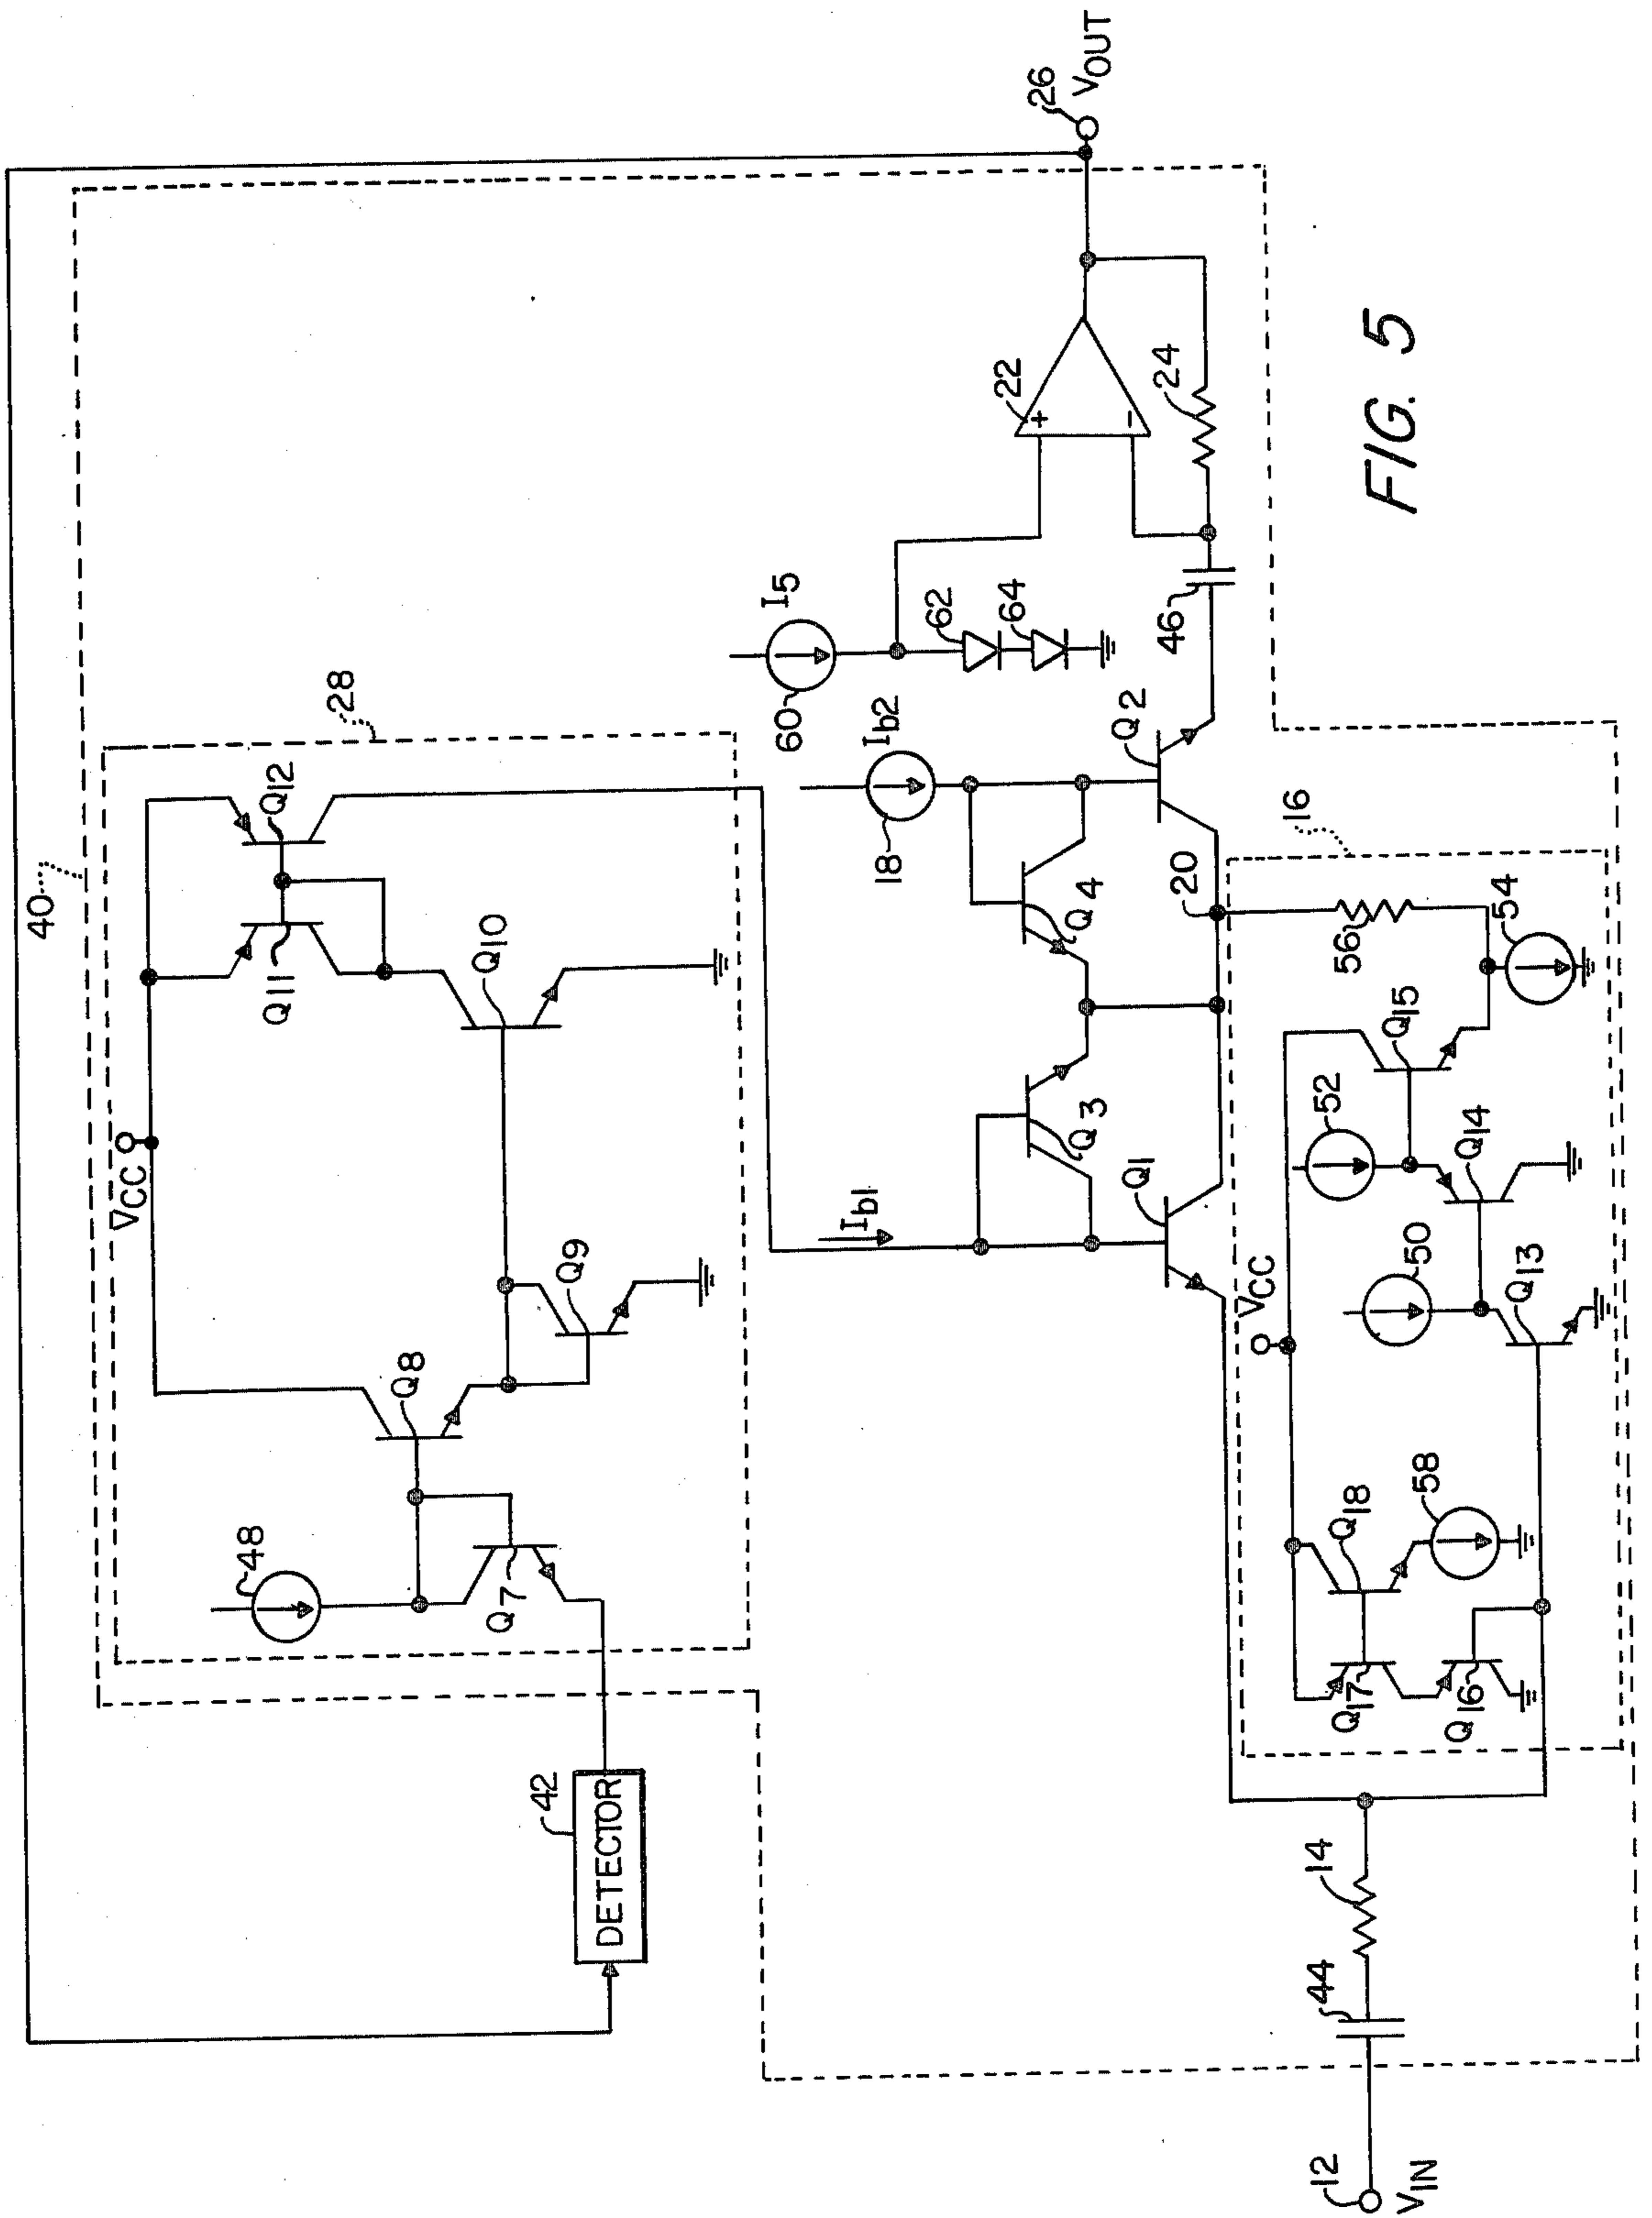 40
28
VCC
Q11
Q12
Q8
Q10
48
Q7
Q9
42
DETECTOR
Ib1
Q3
Q4
18
Ib2
60
I5
62
64
Q1
Q2
20
46
22
+
-
24
26
VOUT
16
VCC
52
Q15
56
54
50
Q14
Q13
Q18
58
Q17
Q16
12
VIN
44
14
FIG. 5